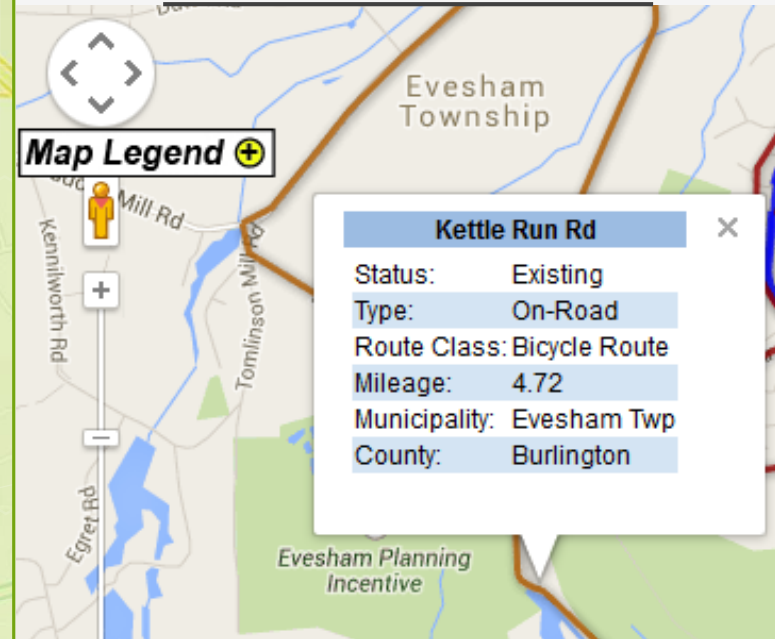 Evesham
Township
Map Legend
Mill Rd
Kennilworth Rd
Tomlinson Mill Rd
Kettle Run Rd
Status: Existing
Type: On-Road
Route Class: Bicycle Route
Mileage: 4.72
Municipality: Evesham Twp
County: Burlington
Egret Rd
Evesham Planning
Incentive